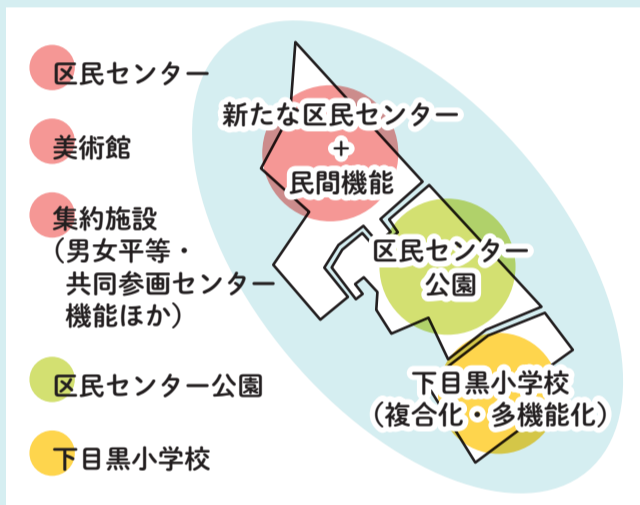 区民センター
美術館
集約施設
（男女平等・
共同参画センター
機能ほか）
区民センター公園
下目黒小学校
新たな区民センター
＋
民間機能
区民センター
公園
下目黒小学校
（複合化・多機能化）